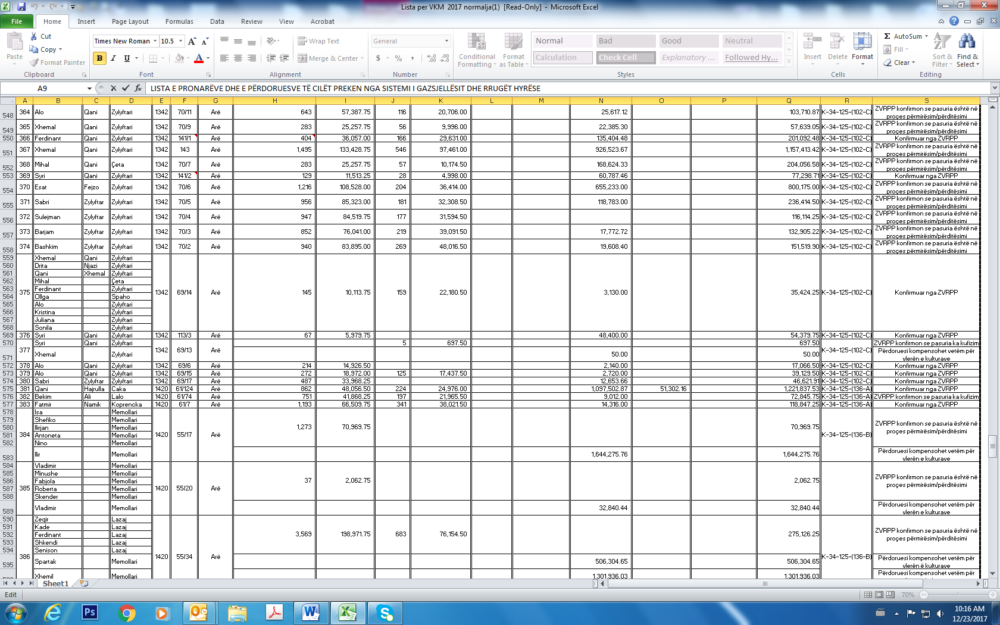 Lista per VKM 2017 normalja(1) [Read-Only] - Microsoft Excel
File Home Insert Page Layout Formulas Data Review View Acrobat
Cut Times New Roman 10.5 Wrap Text General Normal Bad Good Neutral AutoSum
Paste Copy Fill
Format Painter B I U Merge & Center $ % Conditional Formatting Format as Table Calculation Check Cell Explanatory ... Followed Hy... Insert Delete Format Clear Sort & Filter Find & Select
Clipboard Font Alignment Number Styles Cells Editing
A9 fx LISTA E PRONARËVE DHE E PËRDORUESVE TË CILËT PREKEN NGA SISTEMI I GAZSJELLËSIT DHE RRUGËT HYRËSE
A B C D E F G H I J K L M N O P Q R S
548 364 Alo Qani Zylyftari 1342 70/11 Arë 643 57,387.75 116 20,706.00 25,617.12 103,710.87 K-34-125-(102-C) ZVRPP konfirmon se pasuria është në proçes përmirësim/përditësimi
549 365 Xhemal Qani Zylyftari 1342 70/9 Arë 283 25,257.75 56 9,996.00 22,385.30 57,639.05 K-34-125-(102-C) ZVRPP konfirmon se pasuria është në proçes përmirësim/përditësimi
550 366 Ferdinant Qani Zylyftari 1342 141/1 Arë 404 36,057.00 166 29,631.00 135,404.48 201,092.48 K-34-125-(102-C) Konfirmuar nga ZVRPP
551 367 Xhemal Qani Zylyftari 1342 143 Arë 1,495 133,428.75 546 97,461.00 926,523.67 1,157,413.42 K-34-125-(102-C) ZVRPP konfirmon se pasuria është në proçes përmirësim/përditësimi
552 368 Mihal Qani Çeta 1342 70/7 Arë 283 25,257.75 57 10,174.50 168,624.33 204,056.58 K-34-125-(102-C) ZVRPP konfirmon se pasuria është në proçes përmirësim/përditësimi
553 369 Syri Qani Zylyftari 1342 141/2 Arë 129 11,513.25 28 4,998.00 60,787.46 77,298.71 K-34-125-(102-C) Konfirmuar nga ZVRPP
554 370 Esat Fejzo Zylyftari 1342 70/6 Arë 1,216 108,528.00 204 36,414.00 655,233.00 800,175.00 K-34-125-(102-C) ZVRPP konfirmon se pasuria është në proçes përmirësim/përditësimi
555 371 Sabri Zylyftar Zylyftari 1342 70/5 Arë 956 85,323.00 181 32,308.50 118,783.00 236,414.50 K-34-125-(102-C) ZVRPP konfirmon se pasuria është në proçes përmirësim/përditësimi
556 372 Sulejman Zylyftar Zylyftari 1342 70/4 Arë 947 84,519.75 177 31,594.50 116,114.25 K-34-125-(102-C) ZVRPP konfirmon se pasuria është në proçes përmirësim/përditësimi
557 373 Barjam Zylyftar Zylyftari 1342 70/3 Arë 852 76,041.00 219 39,091.50 17,772.72 132,905.22 K-34-125-(102-C) ZVRPP konfirmon se pasuria është në proçes përmirësim/përditësimi
558 374 Bashkim Zylyftar Zylyftari 1342 70/2 Arë 940 83,895.00 269 48,016.50 19,608.40 151,519.90 K-34-125-(102-C) ZVRPP konfirmon se pasuria është në proçes përmirësim/përditësimi
559 Xhemal Qani Zylyftari
560 Drita Njazi Zylyftari
561 Qani Xhemal Zylyftari
562 Mihal Çeta
563 Ferdinant Zylyftari
375 1342 69/14 Arë 145 10,113.75 159 22,180.50 3,130.00 35,424.25 K-34-125-(102-C) Konfirmuar nga ZVRPP
564 Ollga Spaho
565 Alo Zylyftari
566 Kristina Zylyftari
567 Juliana Zylyftari
568 Sonila Zylyftari
569 376 Syri Qani Zylyftari 1342 113/3 Arë 67 5,979.75 48,400.00 54,379.75 K-34-125-(102-C) Konfirmuar nga ZVRPP
570 Syri Qani Zylyftari 5 697.50 697.50 ZVRPP konfirmon se pasuria ka kufizim
377 1342 69/13 Arë K-34-125-(102-C)
571 Xhemal Zylyftari 50.00 50.00 Përdoruesi kompensohet vetëm për vlerën e kulturave
572 378 Alo Qani Zylyftari 1342 69/6 Arë 214 14,926.50 2,140.00 17,066.50 K-34-125-(102-C) Konfirmuar nga ZVRPP
573 379 Alo Qani Zylyftari 1342 69/15 Arë 272 18,972.00 125 17,437.50 2,720.00 39,129.50 K-34-125-(102-C) Konfirmuar nga ZVRPP
574 380 Sabri Zylyftar Zylyftari 1342 69/17 Arë 487 33,968.25 12,653.66 46,621.91 K-34-125-(102-C) Konfirmuar nga ZVRPP
575 381 Qani Hajrulla Caka 1420 61/124 Arë 862 48,056.50 224 24,976.00 1,097,502.87 51,302.16 1,221,837.53 K-34-125-(136-A) Konfirmuar nga ZVRPP
576 382 Bekim Ali Lalo 1420 61/74 Arë 751 41,868.25 197 21,965.50 9,012.00 72,845.75 K-34-125-(136-A) ZVRPP konfirmon se pasuria ka kufizim
577 383 Fatmir Namik Koprencka 1420 61/7 Arë 1,193 66,509.75 341 38,021.50 14,316.00 118,847.25 K-34-125-(136-A) Konfirmuar nga ZVRPP
578 Isa Memollari
579 Shefiko Memollari
580 Ilirjan Memollari 1,273 70,969.75 70,969.75 ZVRPP konfirmon se pasuria është në proçes përmirësim/përditësimi
581 384 Antoneta Memollari 1420 55/17 Arë K-34-125-(136-B)
582 Nino Memollari
583 Ilir Memollari 1,644,275.76 1,644,275.76 Përdoruesi kompensohet vetëm për vlerën e kulturave
584 Vladimir Memollari
585 Minushe Memollari
586 Fabjola Memollari 37 2,062.75 2,062.75 ZVRPP konfirmon se pasuria është në proçes përmirësim/përditësimi
587 385 Roberta Memollari 1420 55/20 Arë
588 Skender Memollari
589 Vladimir Memollari 32,840.44 32,840.44 Përdoruesi kompensohet vetëm për vlerën e kulturave
590 Zeqir Lazaj
591 Kade Lazaj
592 Ferdinant Lazaj 3,569 198,971.75 683 76,154.50 275,126.25 ZVRPP konfirmon se pasuria është në proçes përmirësim/përditësimi
593 Shkendi Lazaj
594 Senison Lazaj
386 1420 55/34 Arë K-34-125-(136-B)
595 Spartak Memollari 506,304.65 506,304.65 Përdoruesi kompensohet vetëm për vlerën ë kulturave
Xhemil Memollari 1,301,936.03 1,301,936.03 Përdoruesi kompensohet vetëm për
Sheet1
Edit 70%
Ps W
10:16 AM
12/23/2017